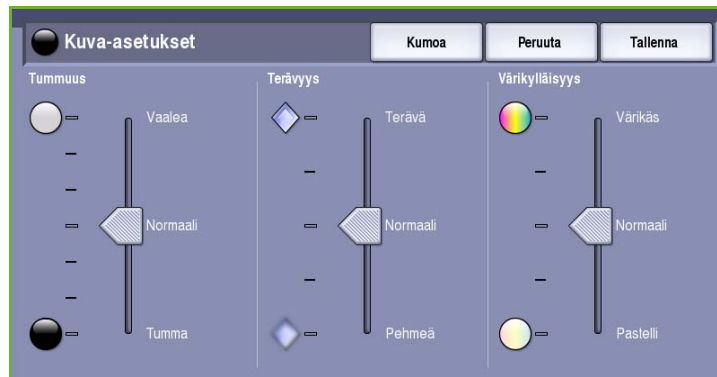 Kuva-asetukset Kumoa Peruuta Tallenna
Tummuus Terävyys Värikylläisyys
Vaalea Terävä Värikäs
Normaali Normaali Normaali
Tumma Pehmeä Pastelli